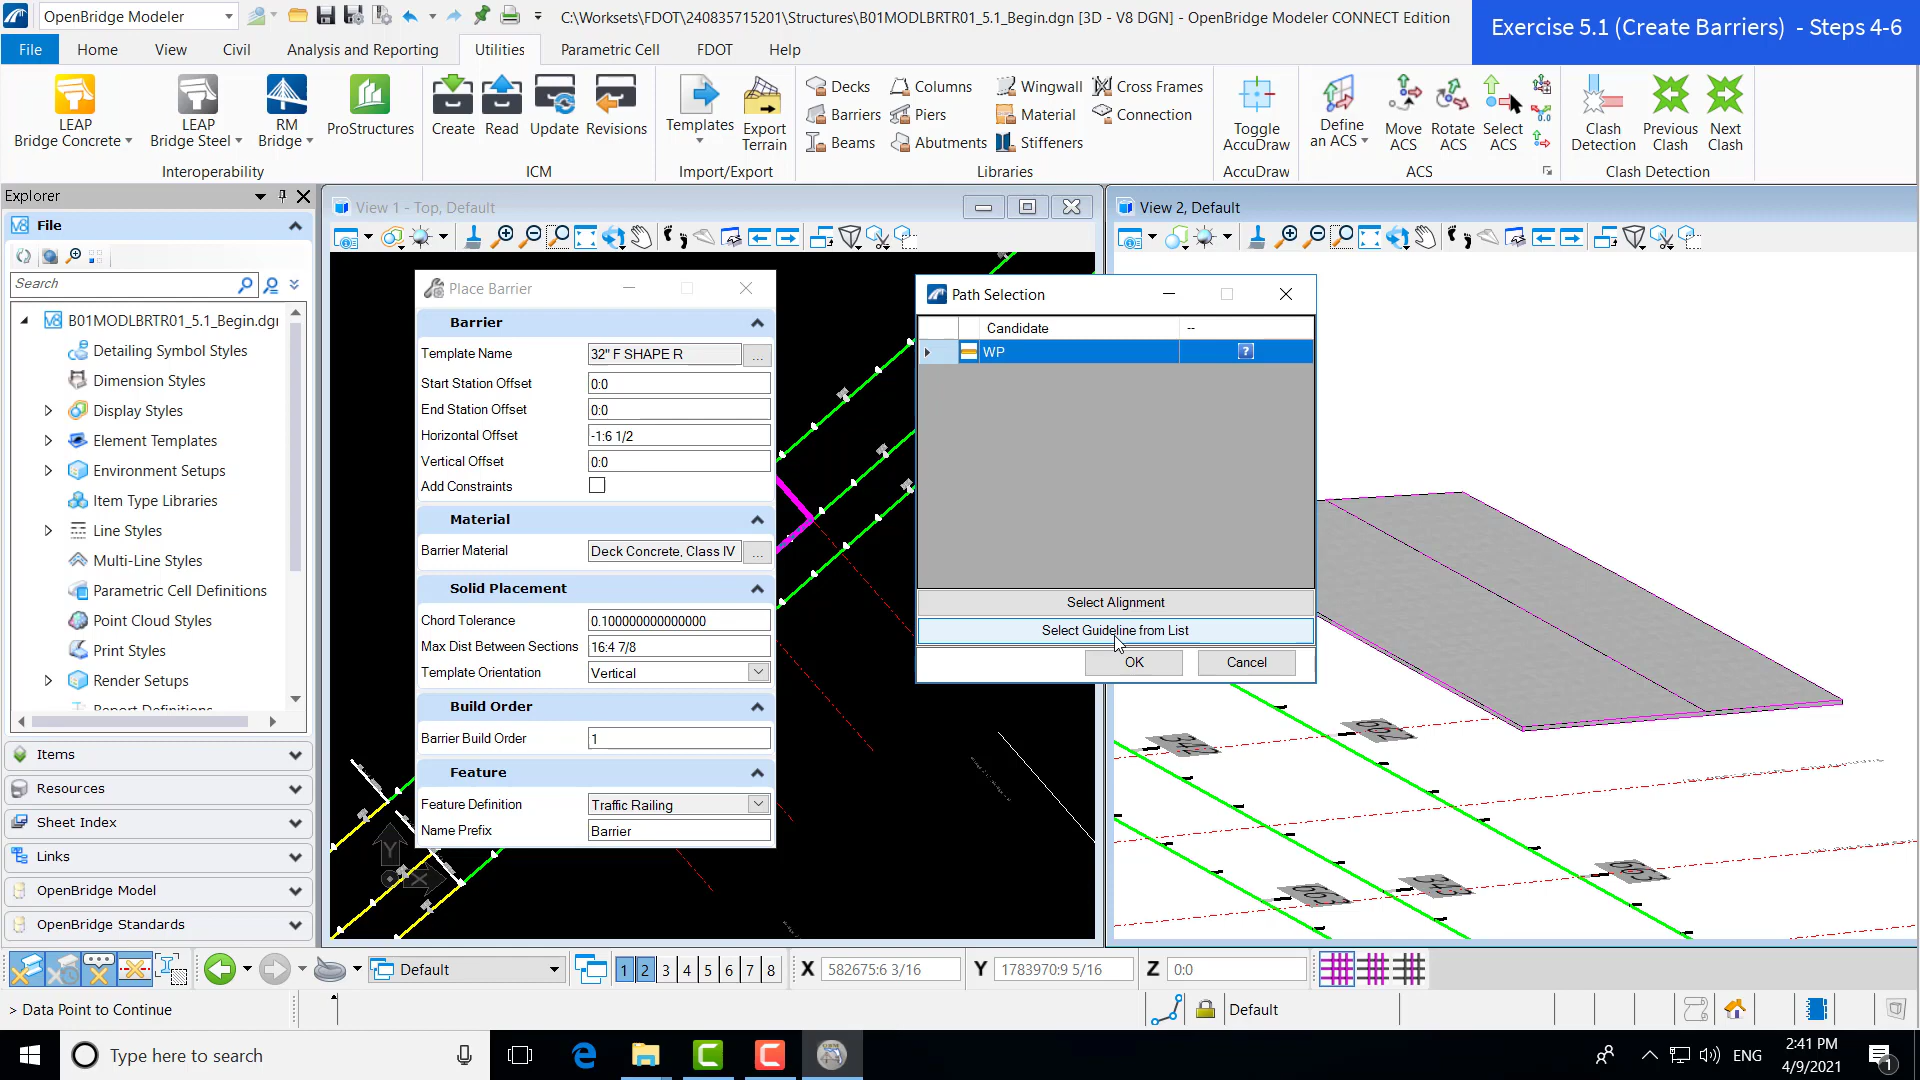 OpenBridge Modeler
C:\Worksets\FDOT\240835715201\Structures\B01MODLBRTR01_5.1_Begin.dgn [3D - V8 DGN] - OpenBridge Modeler CONNECT Edition
Exercise 5.1 (Create Barriers) - Steps 4-6
File Home View Civil Analysis and Reporting Utilities Parametric Cell FDOT Help
LEAP Bridge Concrete
LEAP Bridge Steel
RM Bridge
ProStructures
Interoperability
Create Read Update Revisions
ICM
Templates
Export Terrain
Import/Export
Decks Columns Wingwall Cross Frames
Barriers Piers Material Connection
Beams Abutments Stiffeners
Libraries
Toggle AccuDraw
AccuDraw
Define an ACS
Move ACS
Rotate ACS
Select ACS
ACS
Clash Detection
Previous Clash
Next Clash
Clash Detection
Explorer
File
Search
B01MODLBRTR01_5.1_Begin.dgn
Detailing Symbol Styles
Dimension Styles
Display Styles
Element Templates
Environment Setups
Item Type Libraries
Line Styles
Multi-Line Styles
Parametric Cell Definitions
Point Cloud Styles
Print Styles
Render Setups
Items
Resources
Sheet Index
Links
OpenBridge Model
OpenBridge Standards
View 1 - Top, Default
Place Barrier
Barrier
Template Name 32" F SHAPE R ...
Start Station Offset 0:0
End Station Offset 0:0
Horizontal Offset -1:6 1/2
Vertical Offset 0:0
Add Constraints
Material
Barrier Material Deck Concrete, Class IV ...
Solid Placement
Chord Tolerance 0.100000000000000
Max Dist Between Sections 16:4 7/8
Template Orientation Vertical
Build Order
Barrier Build Order 1
Feature
Feature Definition Traffic Railing
Name Prefix Barrier
Y
X
Path Selection
Candidate --
WP ?
Select Alignment
Select Guideline from List
OK Cancel
View 2, Default
342
662
663
343
663
Default
1 2 3 4 5 6 7 8
X 582675:6 3/16 Y 1783970:9 5/16 Z 0:0
> Data Point to Continue
Default
Type here to search
ENG
2:41 PM
4/9/2021
1